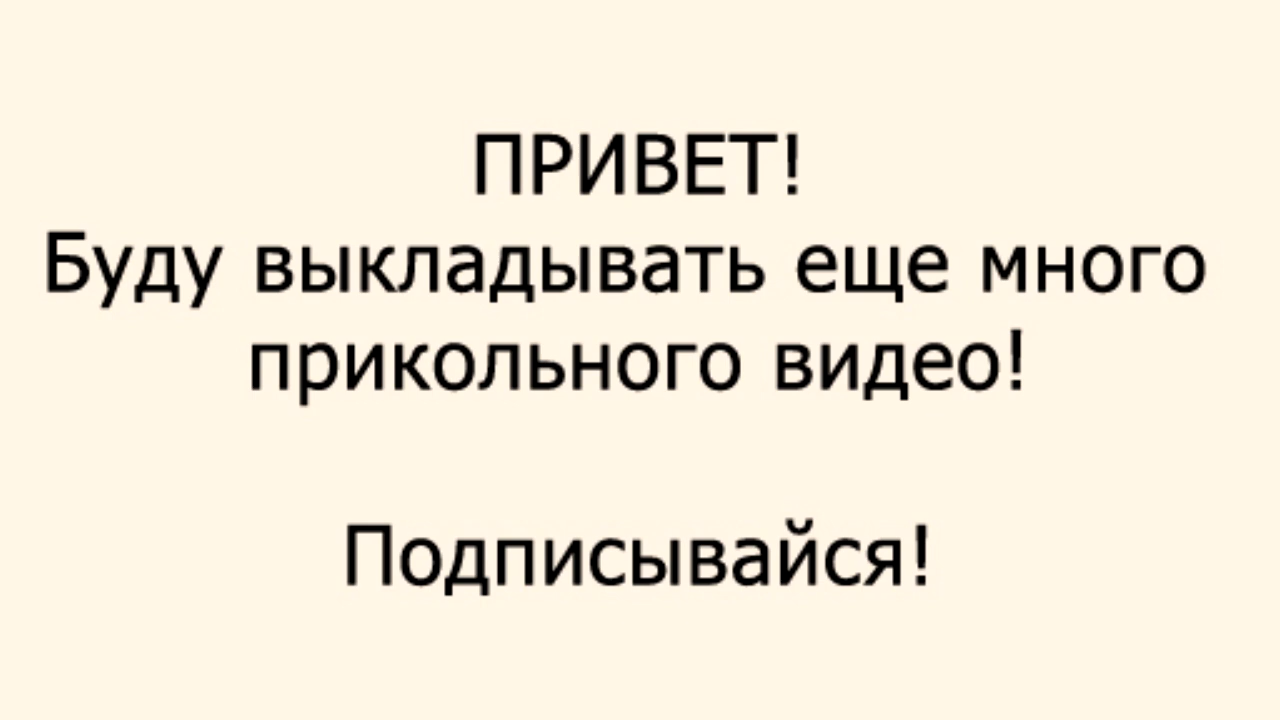 ПРИВЕТ!
Буду выкладывать еще много
прикольного видео!
Подписывайся!